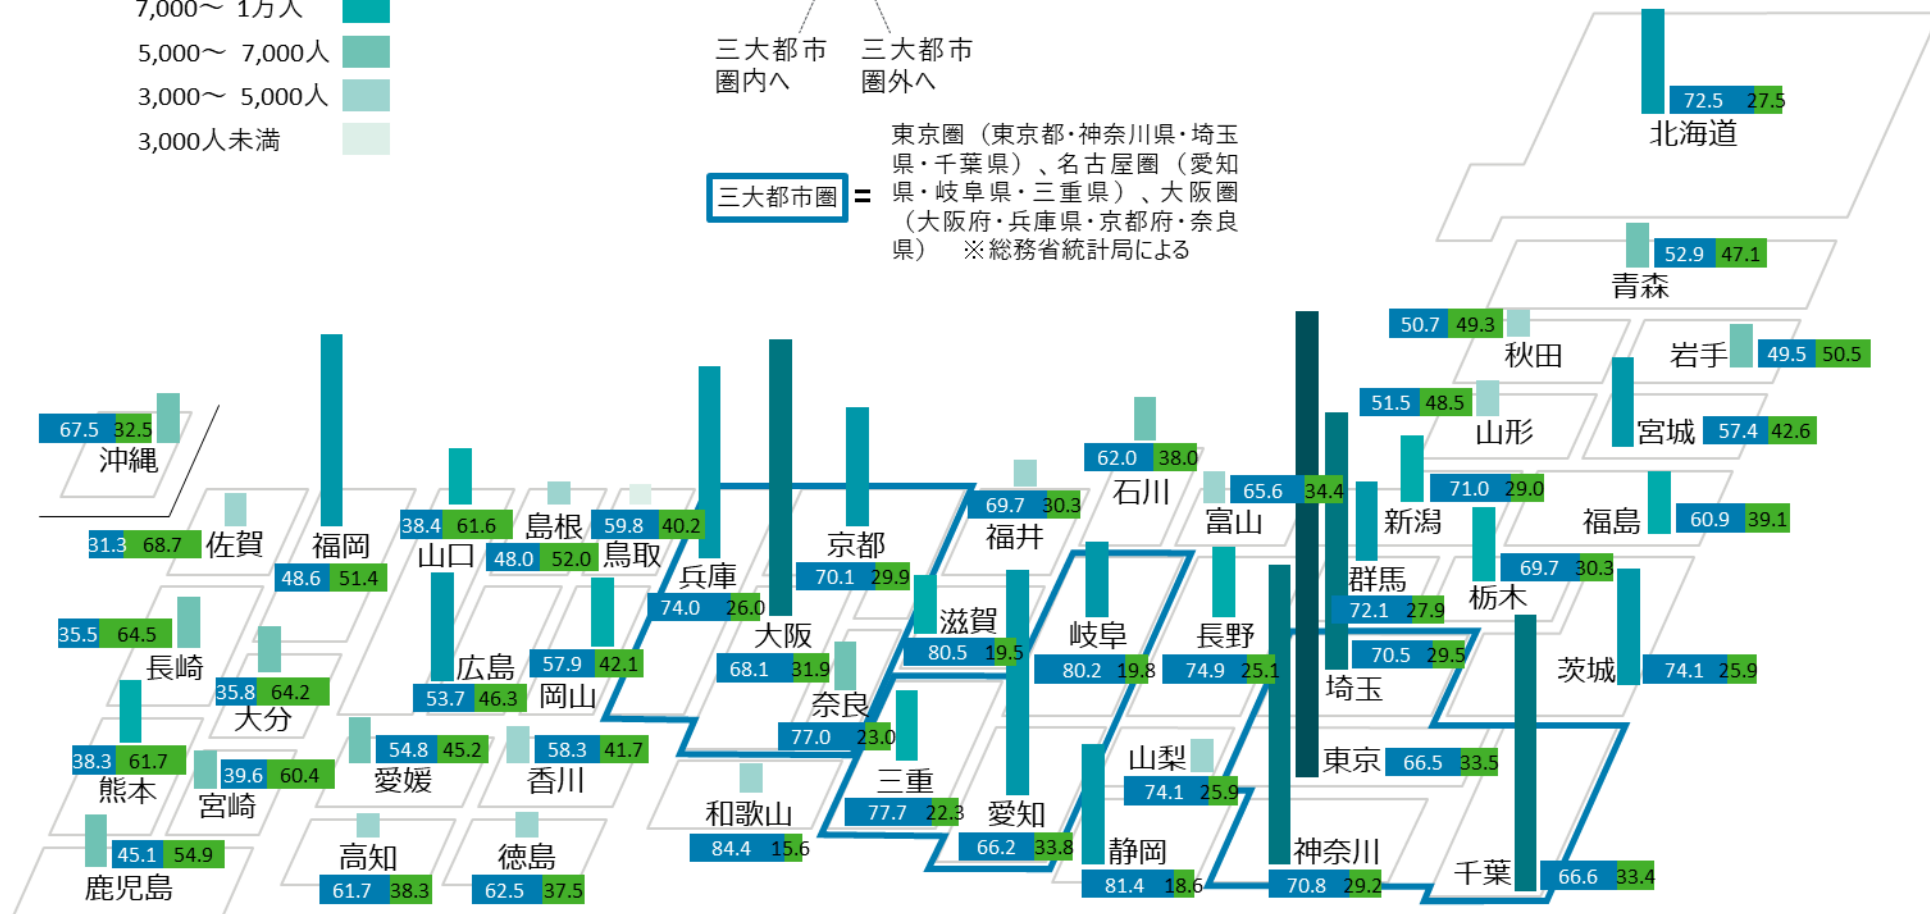 7,000～ 1万人
5,000～ 7,000人
3,000～ 5,000人
3,000人未満
三大都市
圏内へ
三大都市
圏外へ
三大都市圏
=
東京圏（東京都・神奈川県・埼玉
県・千葉県）、名古屋圏（愛知
県・岐阜県・三重県）、大阪圏
（大阪府・兵庫県・京都府・奈良
県）　※総務省統計局による
72.5 27.5
北海道
52.9 47.1
青森
50.7 49.3
秋田
岩手
49.5 50.5
51.5 48.5
山形
宮城
57.4 42.6
67.5 32.5
沖縄
62.0 38.0
石川
65.6 34.4
富山
71.0 29.0
新潟
福島
60.9 39.1
69.7 30.3
福井
31.3 68.7
佐賀
福岡
48.6 51.4
38.4 61.6
山口
島根
48.0 52.0
59.8 40.2
鳥取
兵庫
74.0 26.0
京都
70.1 29.9
大阪
68.1 31.9
滋賀
80.5 19.5
岐阜
80.2 19.8
長野
74.9 25.1
群馬
72.1 27.9
69.7 30.3
栃木
70.5 29.5
埼玉
茨城
74.1 25.9
35.5 64.5
長崎
35.8 64.2
大分
広島
53.7 46.3
57.9 42.1
岡山
奈良
77.0 23.0
38.3 61.7
熊本
39.6 60.4
宮崎
54.8 45.2
愛媛
58.3 41.7
香川
和歌山
84.4 15.6
三重
77.7 22.3
愛知
66.2 33.8
山梨
74.1 25.9
東京
66.5 33.5
45.1 54.9
鹿児島
高知
61.7 38.3
徳島
62.5 37.5
静岡
81.4 18.6
神奈川
70.8 29.2
千葉
66.6 33.4